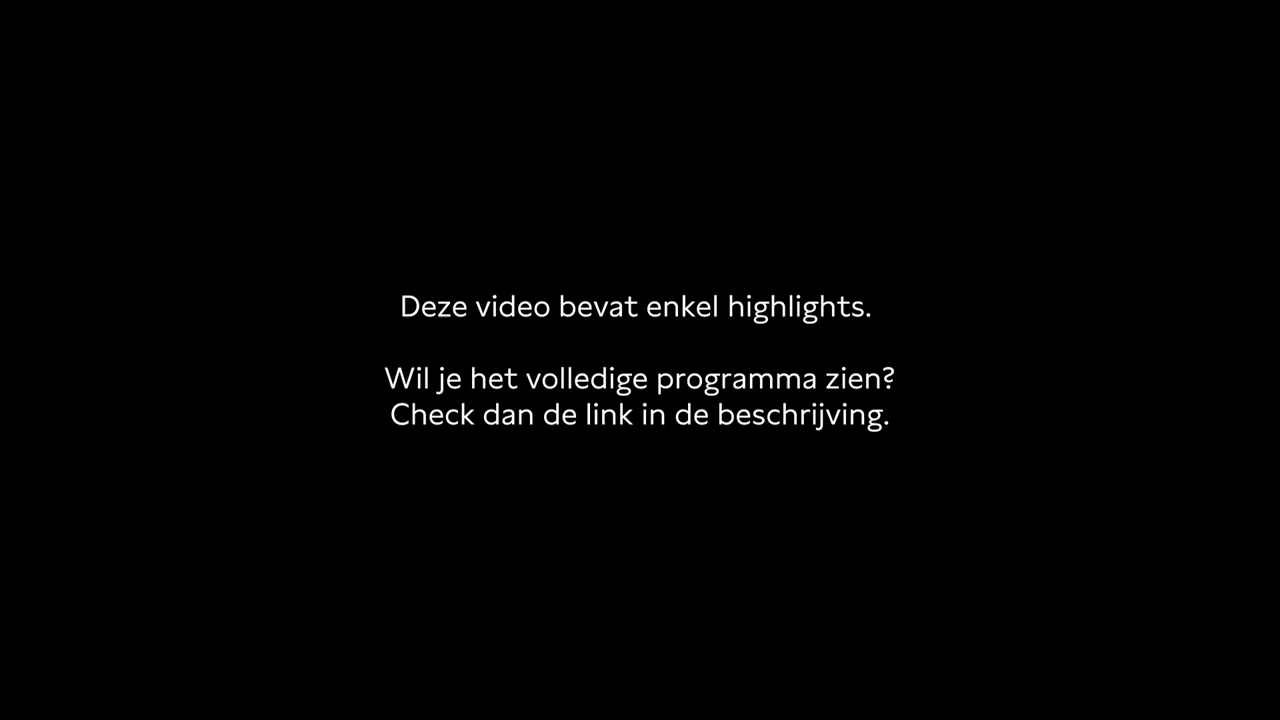 Deze video bevat enkel highlights.
Wil je het volledige programma zien?
Check dan de link in de beschrijving.